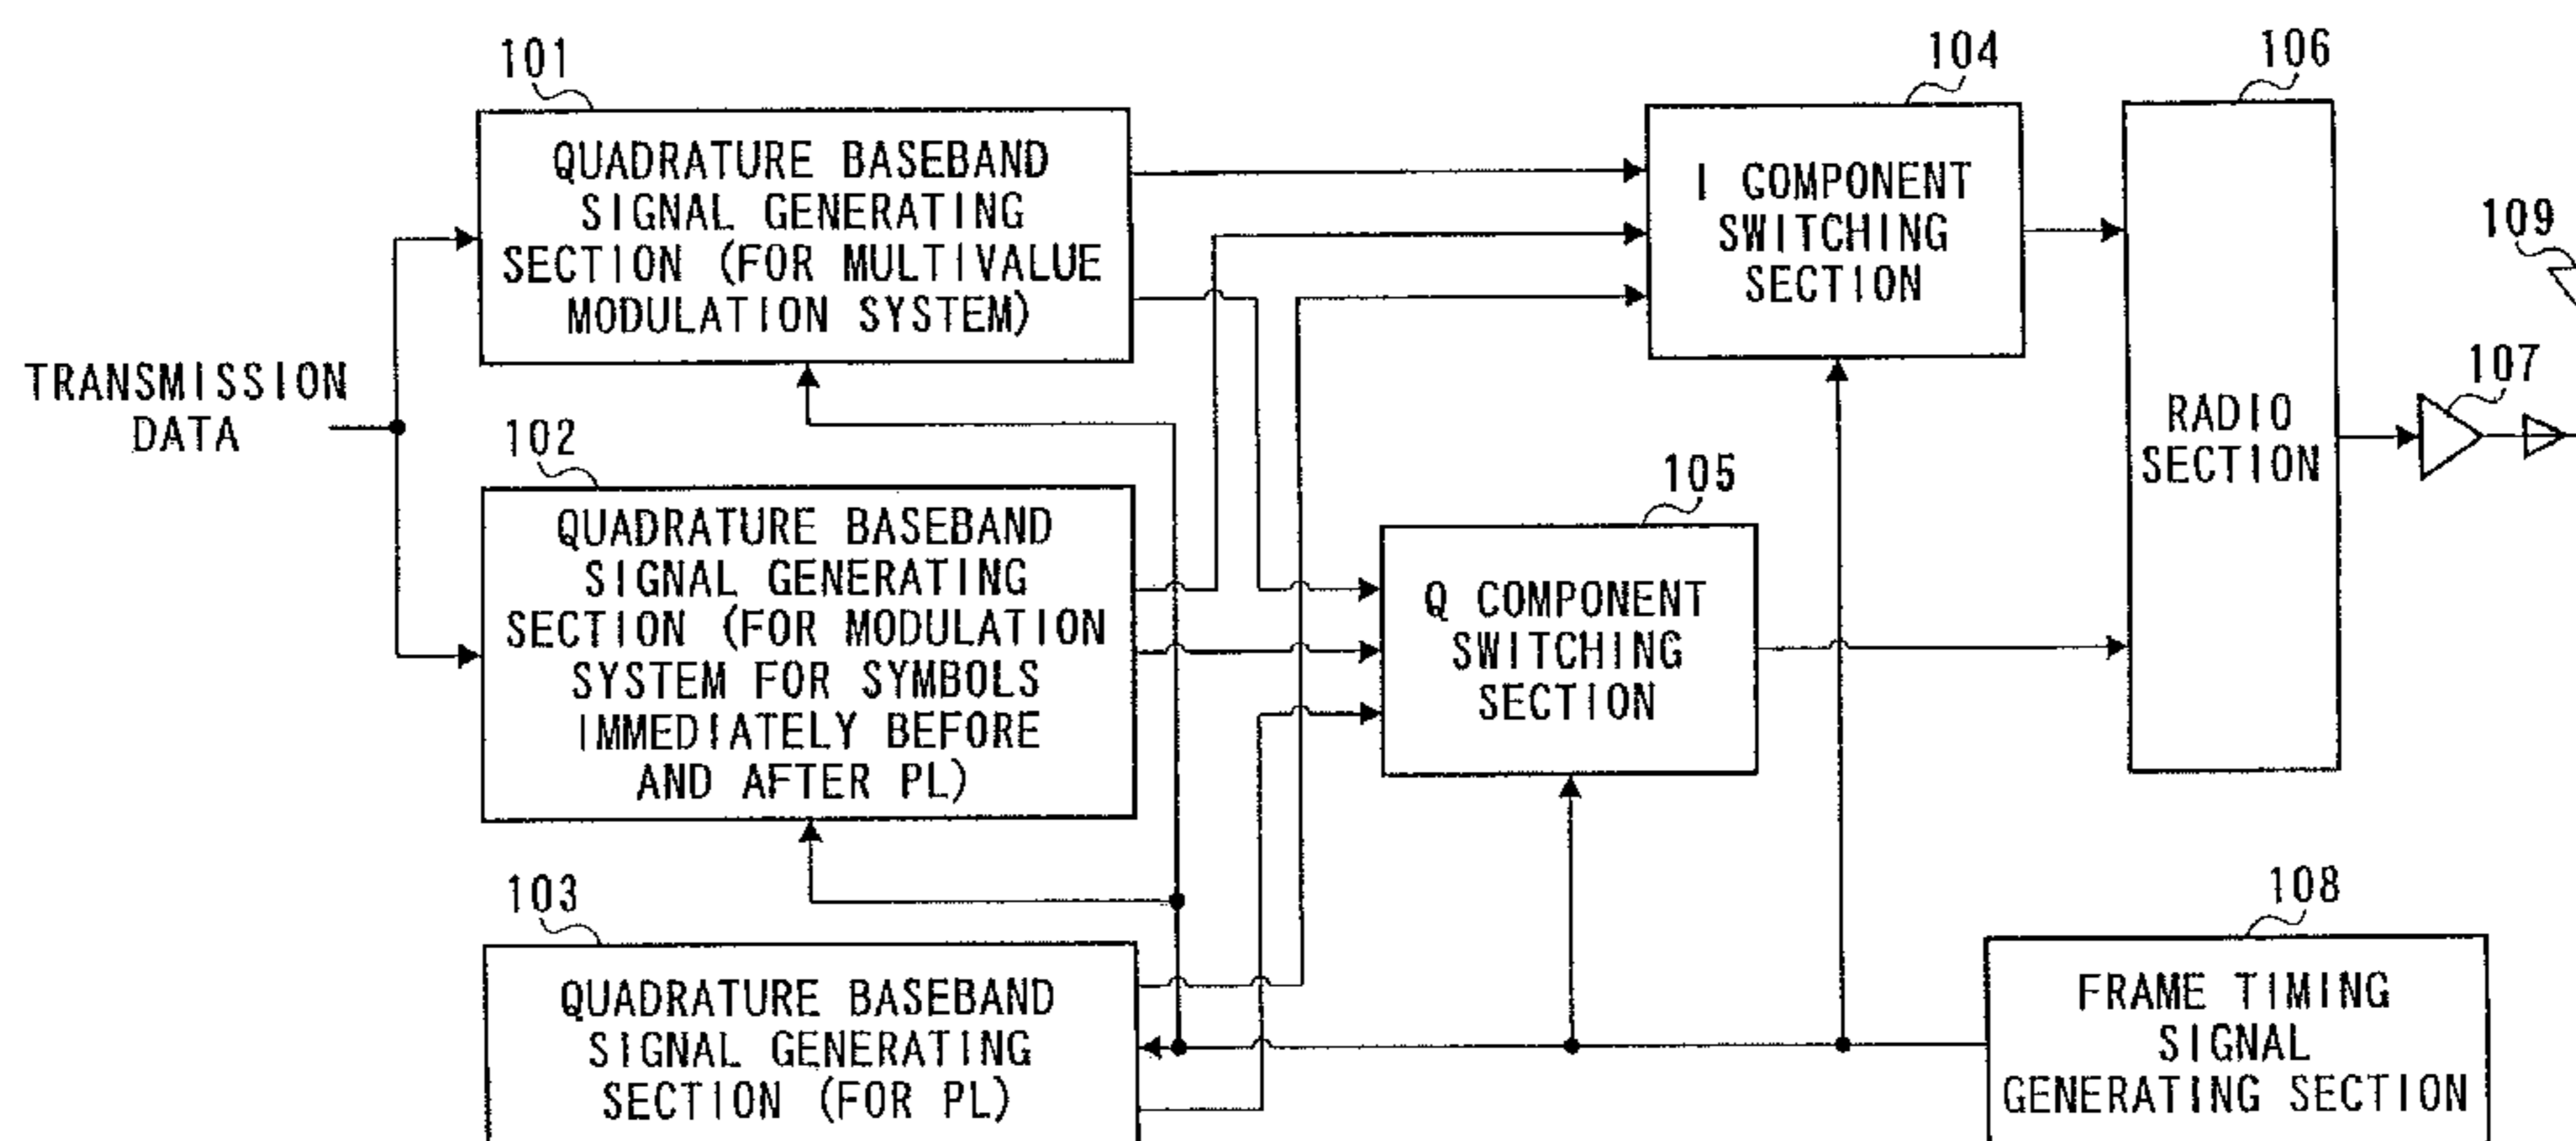 101
QUADRATURE BASEBAND
SIGNAL GENERATING
SECTION (FOR MULTIVALUE
MODULATION SYSTEM)
104
I COMPONENT
SWITCHING
SECTION
106
RADIO
SECTION
109
107
TRANSMISSION
DATA
102
QUADRATURE BASEBAND
SIGNAL GENERATING
SECTION (FOR MODULATION
SYSTEM FOR SYMBOLS
IMMEDIATELY BEFORE
AND AFTER PL)
105
Q COMPONENT
SWITCHING
SECTION
103
QUADRATURE BASEBAND
SIGNAL GENERATING
SECTION (FOR PL)
108
FRAME TIMING
SIGNAL
GENERATING SECTION